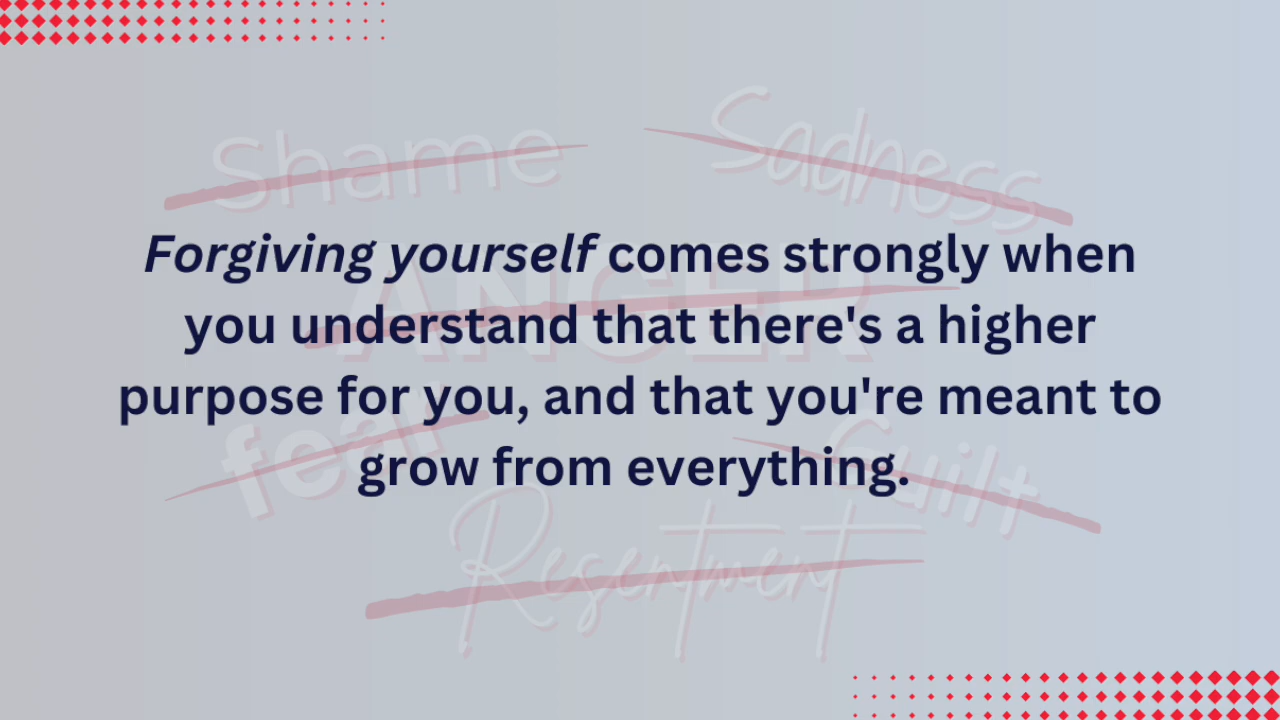 Shame
Sadness
Forgiving yourself comes strongly when
ANGER
you understand that there's a higher
purpose for you, and that you're meant to
fear
Guilt
grow from everything.
Resentment